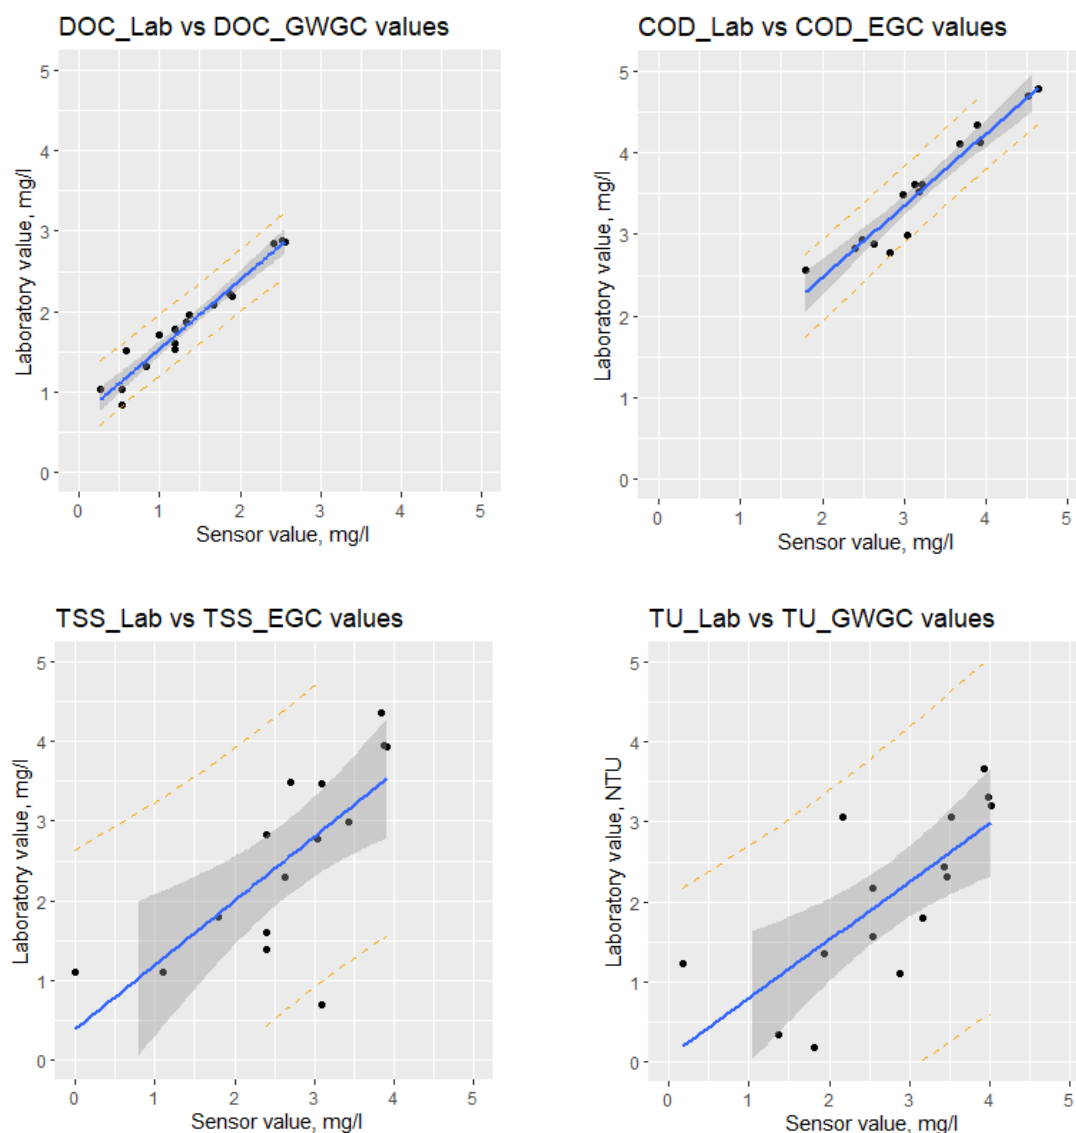 DOC_Lab vs DOC_GWGC values
5
4
3
2
1
0
Laboratory value, mg/l
0 1 2 3 4 5
Sensor value, mg/l
COD_Lab vs COD_EGC values
5
4
3
2
1
0
Laboratory value, mg/l
0 1 2 3 4 5
Sensor value, mg/l
TSS_Lab vs TSS_EGC values
5
4
3
2
1
0
Laboratory value, mg/l
0 1 2 3 4 5
Sensor value, mg/l
TU_Lab vs TU_GWGC values
5
4
3
2
1
0
Laboratory value, NTU
0 1 2 3 4 5
Sensor value, mg/l